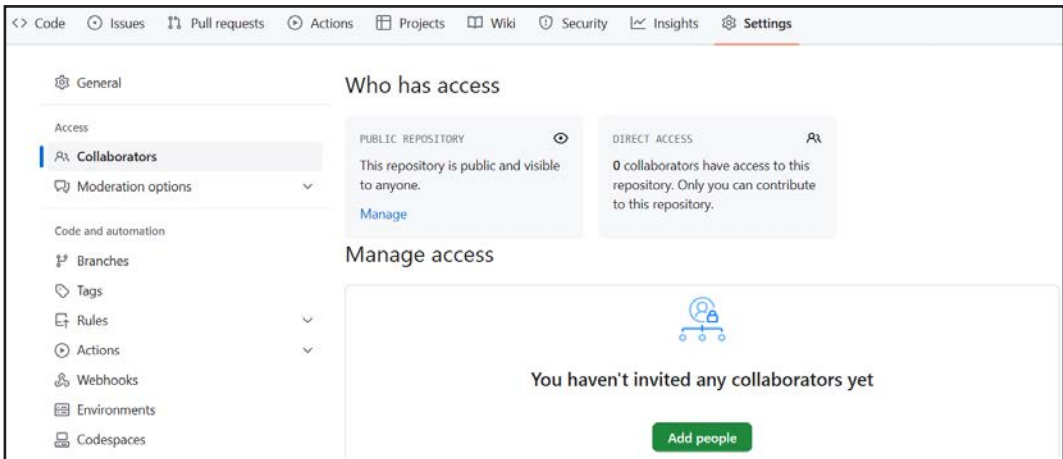 <> Code Issues Pull requests Actions Projects Wiki Security Insights Settings
General
Access
Collaborators
Moderation options
Code and automation
Branches
Tags
Rules
Actions
Webhooks
Environments
Codespaces
Who has access
PUBLIC REPOSITORY
This repository is public and visible
to anyone.
Manage
DIRECT ACCESS
0 collaborators have access to this
repository. Only you can contribute
to this repository.
Manage access
You haven't invited any collaborators yet
Add people